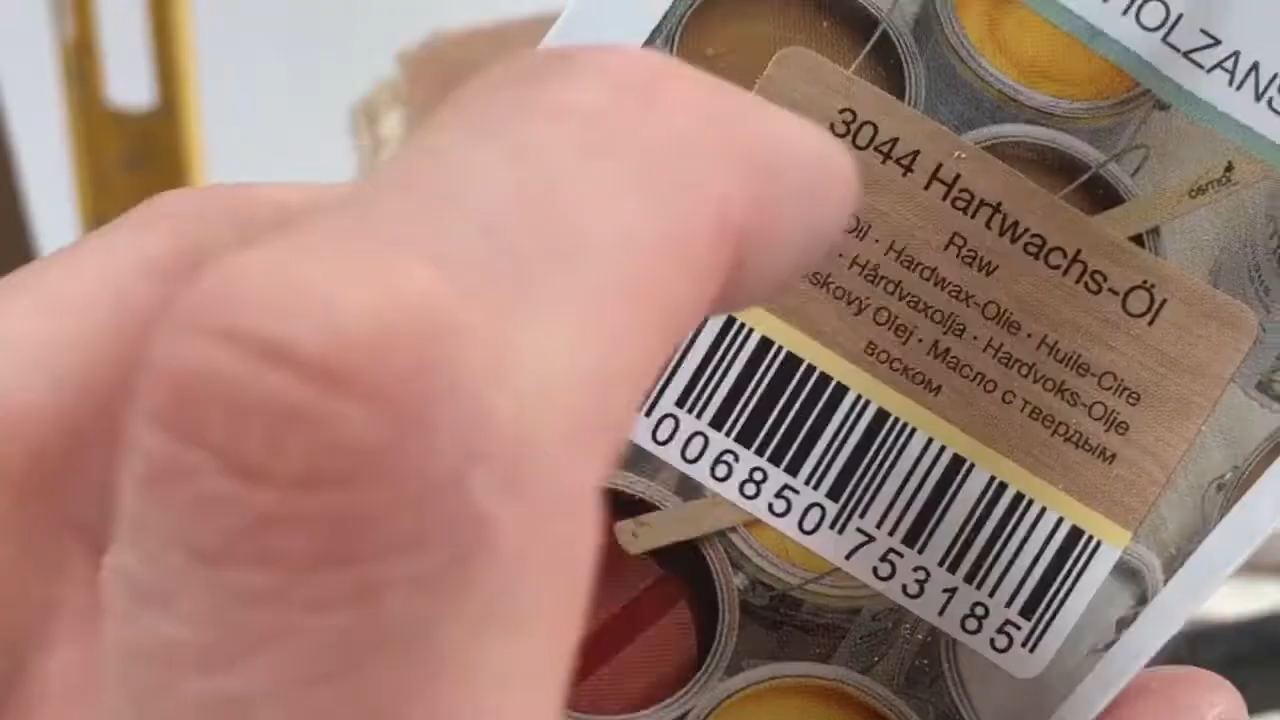 HOLZANS
osmo
3044 Hartwachs-Öl
Raw
Oil · Hardwax-Olie · Huile-Cire
· Hårdvaxolja · Hardvoks-Olje
skový Olej · Масло с твердым
воском
006850 753185